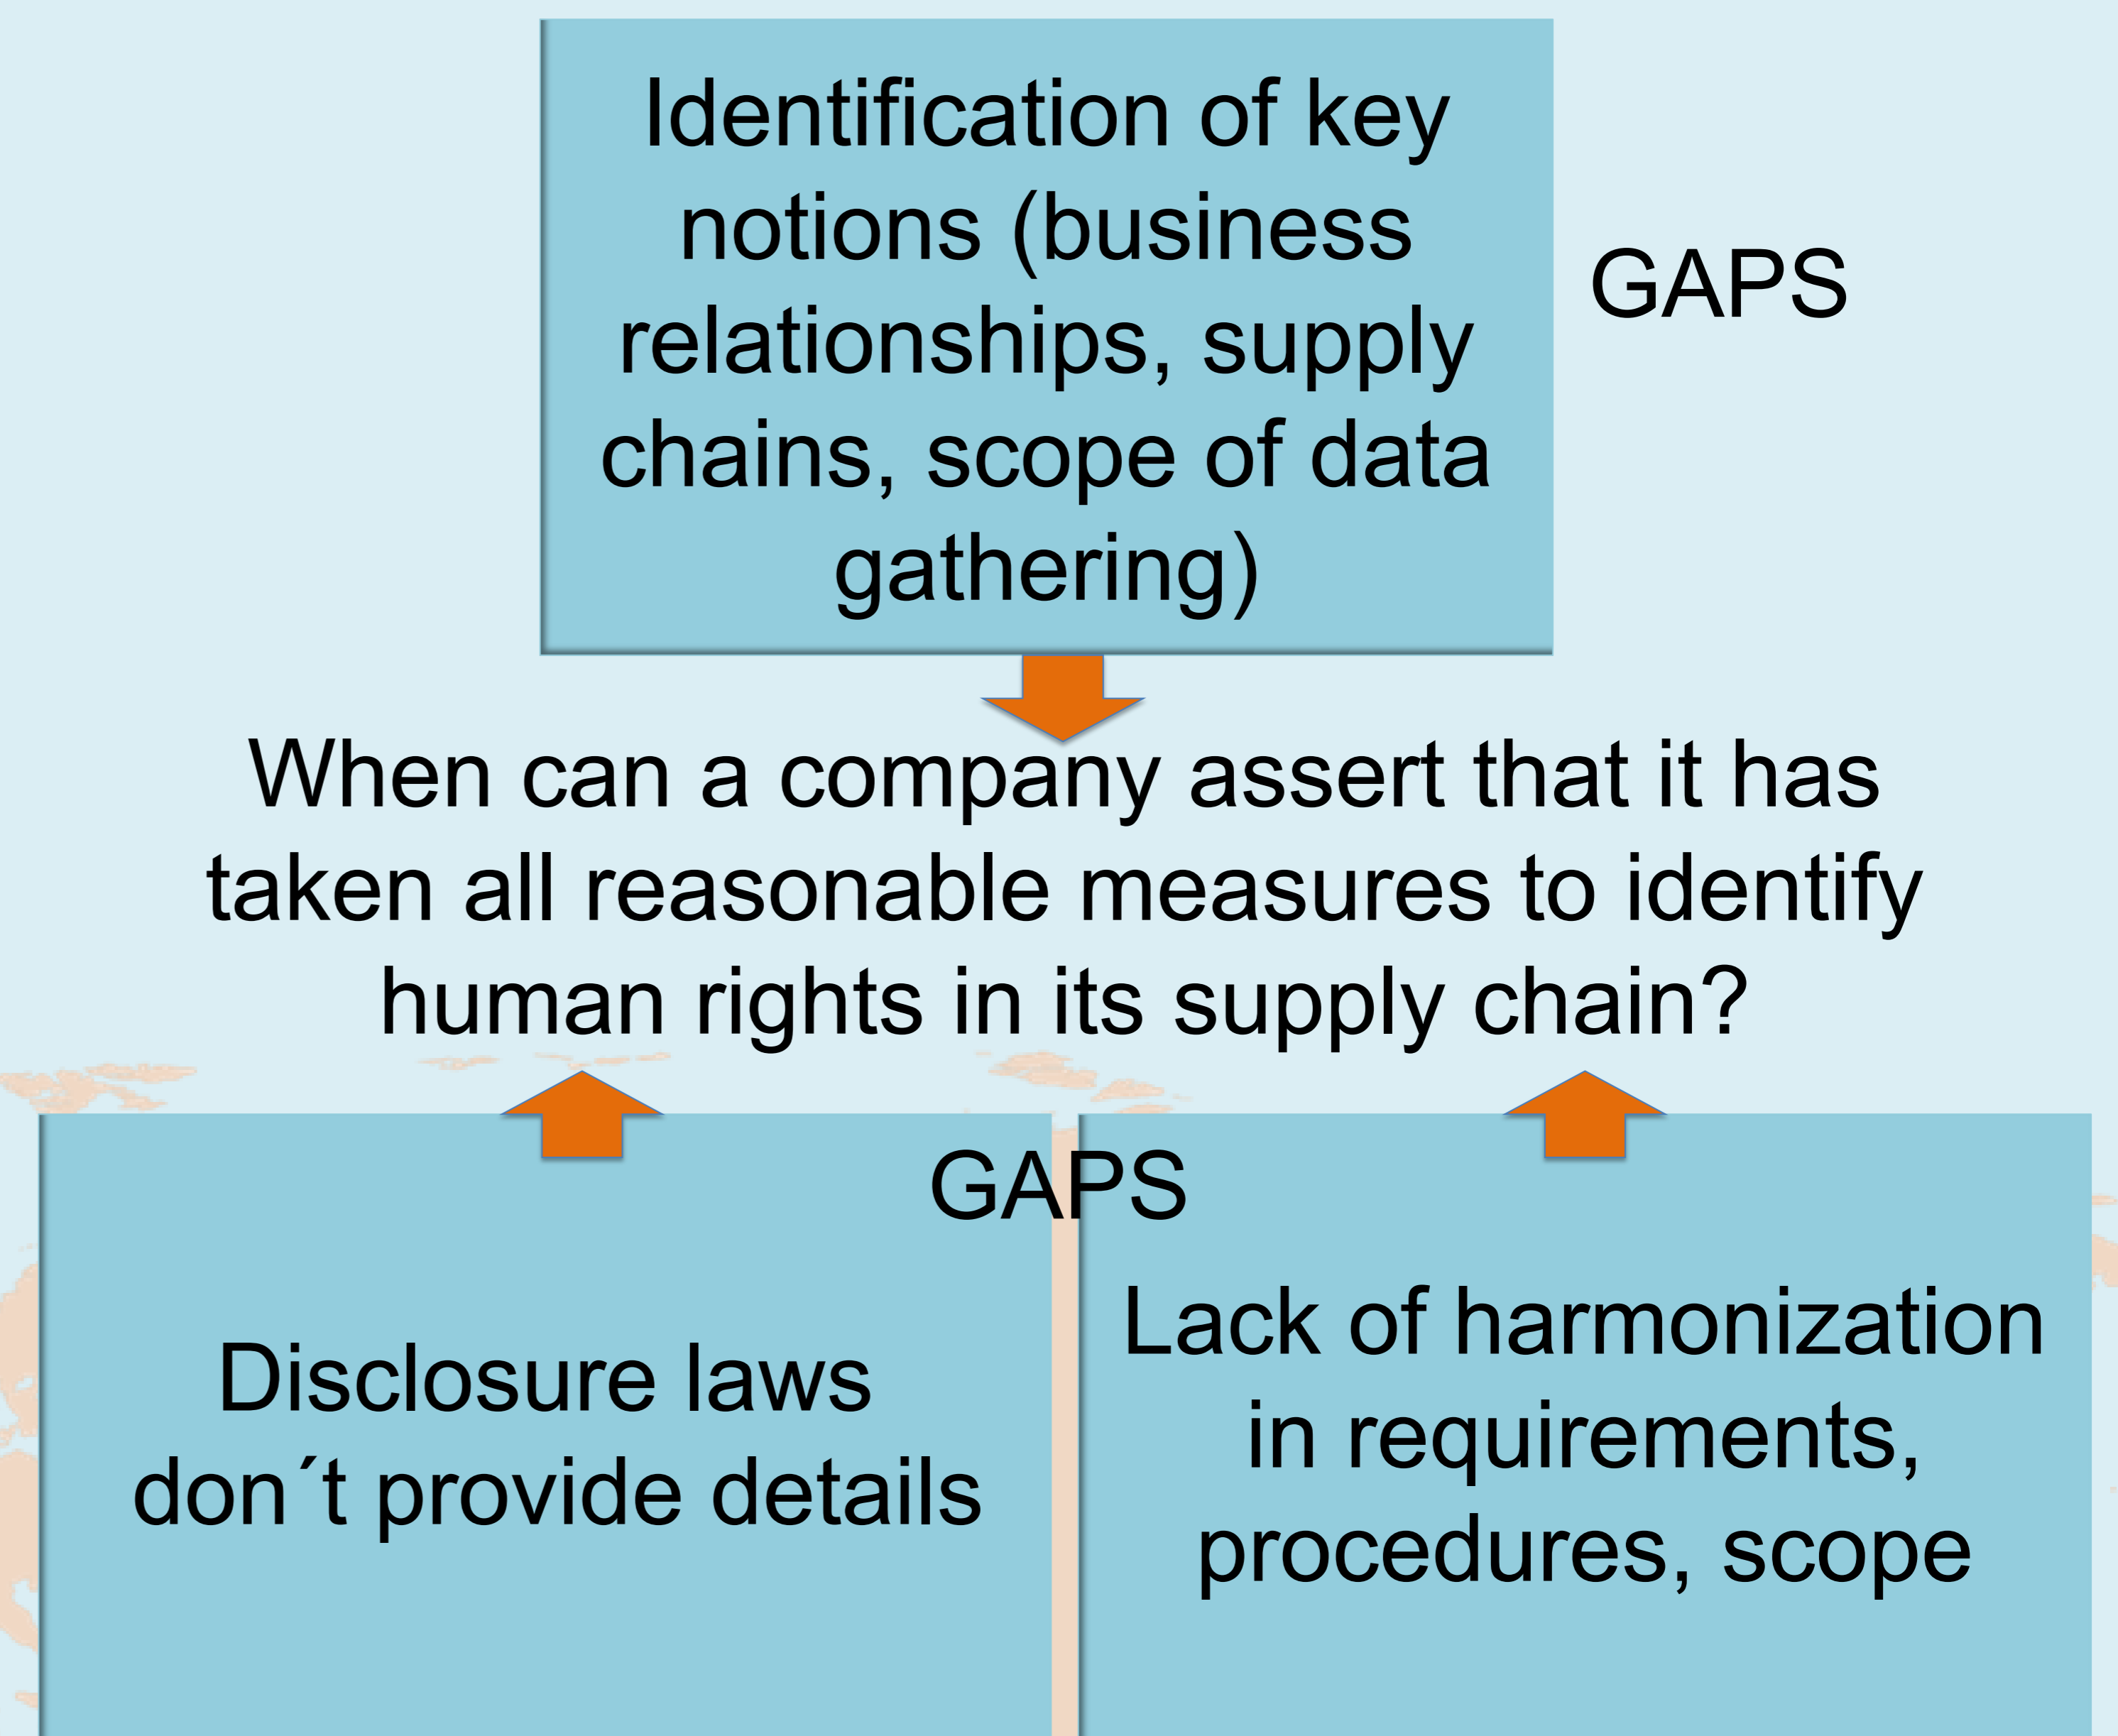 Identification of key
notions (business
relationships, supply
chains, scope of data
gathering)
GAPS
When can a company assert that it has
taken all reasonable measures to identify
human rights in its supply chain?
GAPS
Disclosure laws
don´t provide details
Lack of harmonization
in requirements,
procedures, scope